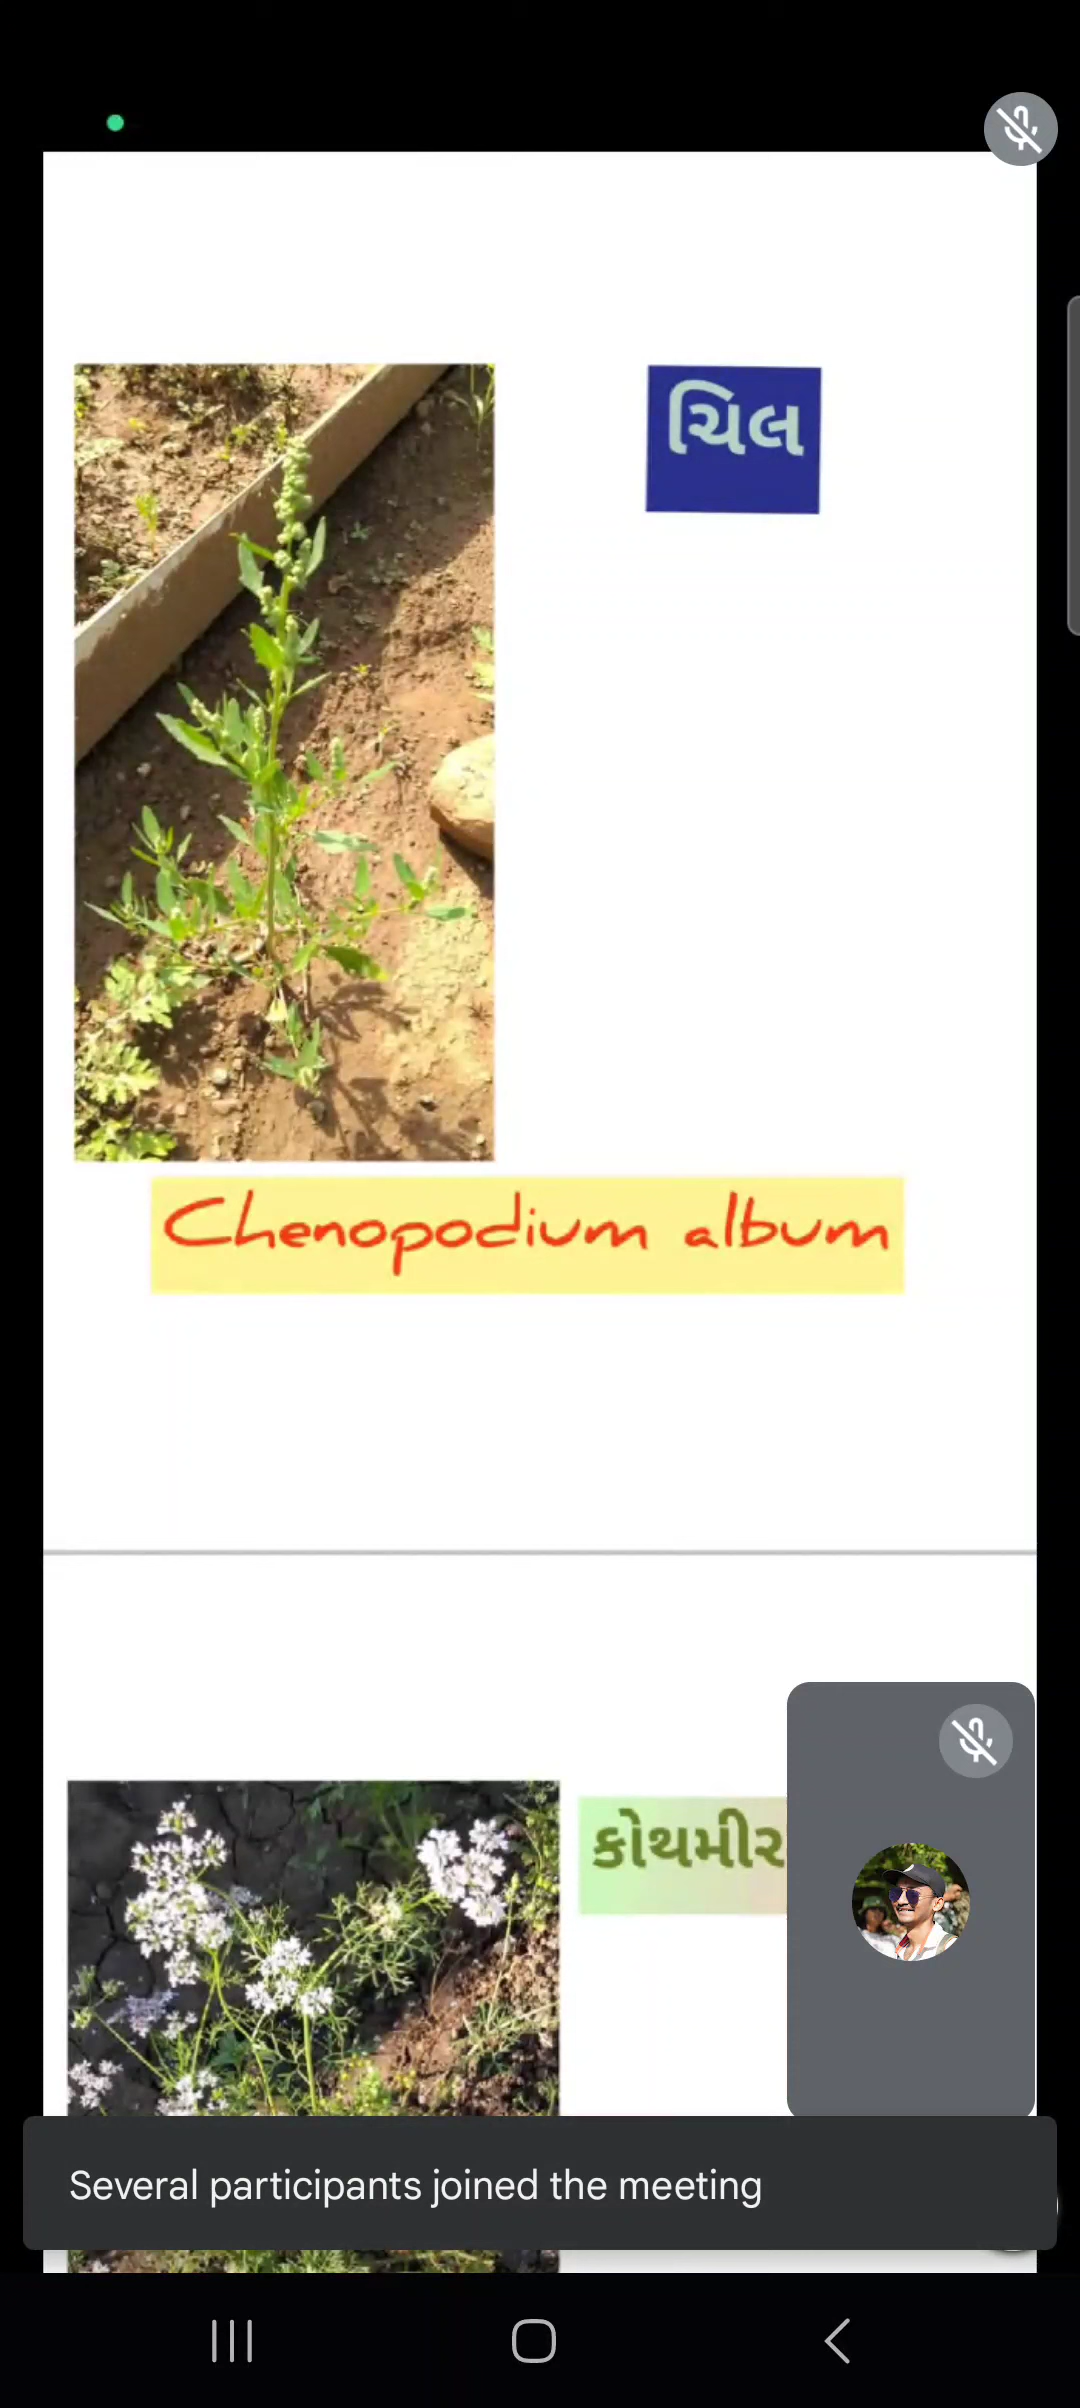 ચિલ
Chenopodium album
કોથમીર
Several participants joined the meeting